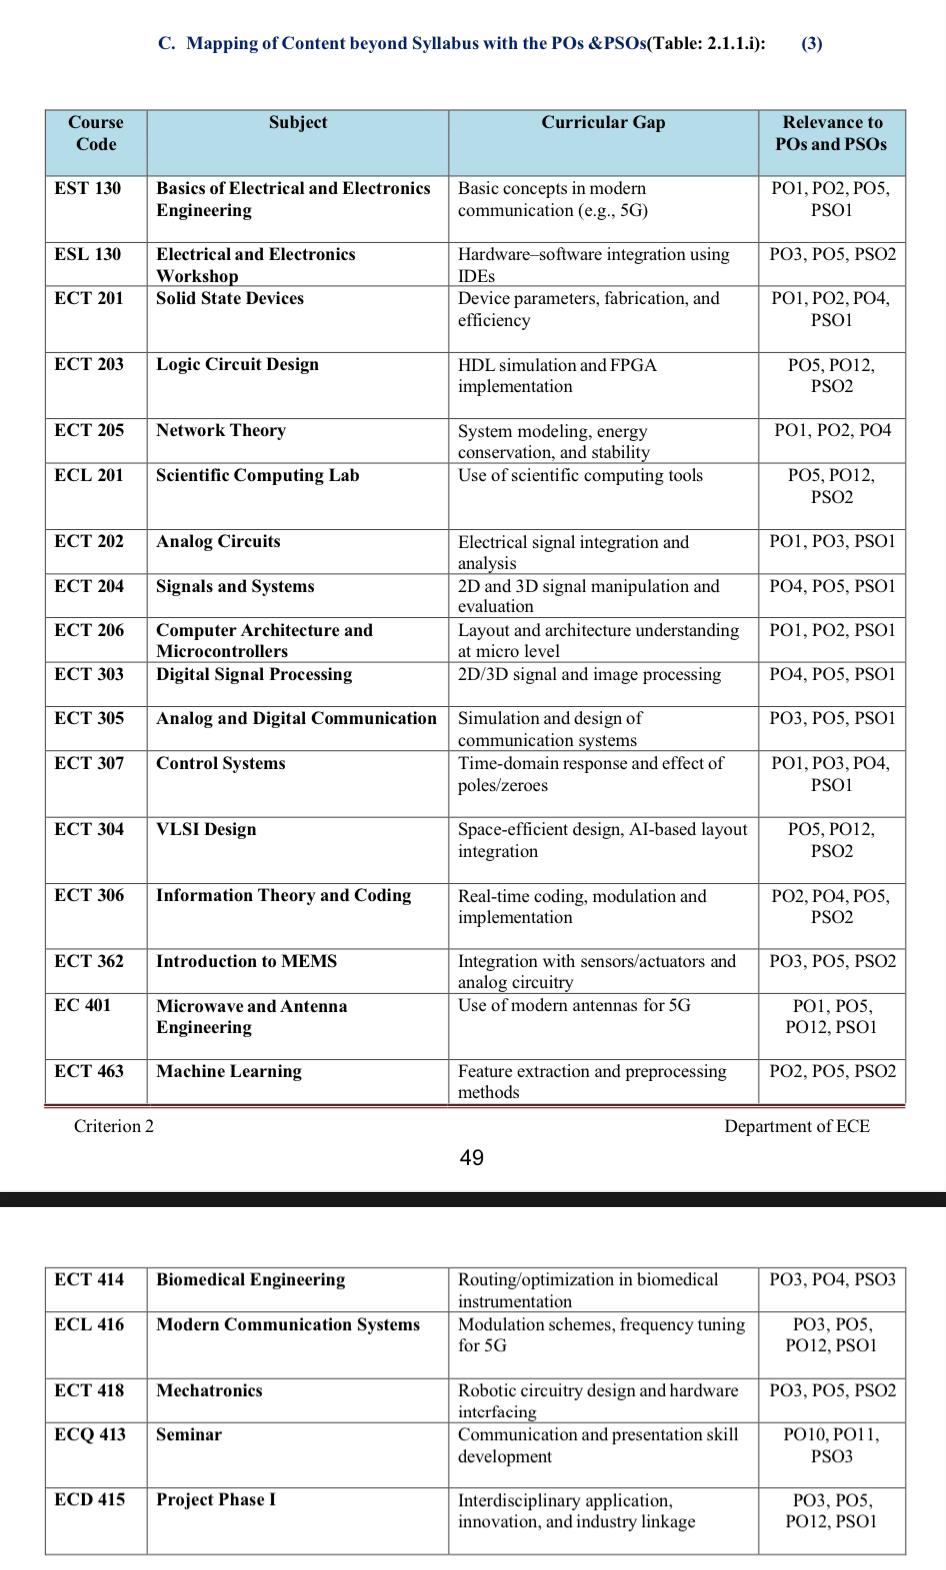 C. Mapping of Content beyond Syllabus with the POs &PSOs(Table: 2.1.1.i): (3)
Course Code Subject Curricular Gap Relevance to POs and PSOs
EST 130 Basics of Electrical and Electronics Engineering Basic concepts in modern communication (e.g., 5G) PO1, PO2, PO5, PSO1
ESL 130 Electrical and Electronics Workshop Hardware–software integration using IDEs PO3, PO5, PSO2
ECT 201 Solid State Devices Device parameters, fabrication, and efficiency PO1, PO2, PO4, PSO1
ECT 203 Logic Circuit Design HDL simulation and FPGA implementation PO5, PO12, PSO2
ECT 205 Network Theory System modeling, energy conservation, and stability PO1, PO2, PO4
ECL 201 Scientific Computing Lab Use of scientific computing tools PO5, PO12, PSO2
ECT 202 Analog Circuits Electrical signal integration and analysis PO1, PO3, PSO1
ECT 204 Signals and Systems 2D and 3D signal manipulation and evaluation PO4, PO5, PSO1
ECT 206 Computer Architecture and Microcontrollers Layout and architecture understanding at micro level PO1, PO2, PSO1
ECT 303 Digital Signal Processing 2D/3D signal and image processing PO4, PO5, PSO1
ECT 305 Analog and Digital Communication Simulation and design of communication systems PO3, PO5, PSO1
ECT 307 Control Systems Time-domain response and effect of poles/zeroes PO1, PO3, PO4, PSO1
ECT 304 VLSI Design Space-efficient design, AI-based layout integration PO5, PO12, PSO2
ECT 306 Information Theory and Coding Real-time coding, modulation and implementation PO2, PO4, PO5, PSO2
ECT 362 Introduction to MEMS Integration with sensors/actuators and analog circuitry PO3, PO5, PSO2
EC 401 Microwave and Antenna Engineering Use of modern antennas for 5G PO1, PO5, PO12, PSO1
ECT 463 Machine Learning Feature extraction and preprocessing methods PO2, PO5, PSO2
Criterion 2 Department of ECE
49
ECT 414 Biomedical Engineering Routing/optimization in biomedical instrumentation PO3, PO4, PSO3
ECL 416 Modern Communication Systems Modulation schemes, frequency tuning for 5G PO3, PO5, PO12, PSO1
ECT 418 Mechatronics Robotic circuitry design and hardware interfacing PO3, PO5, PSO2
ECQ 413 Seminar Communication and presentation skill development PO10, PO11, PSO3
ECD 415 Project Phase I Interdisciplinary application, innovation, and industry linkage PO3, PO5, PO12, PSO1